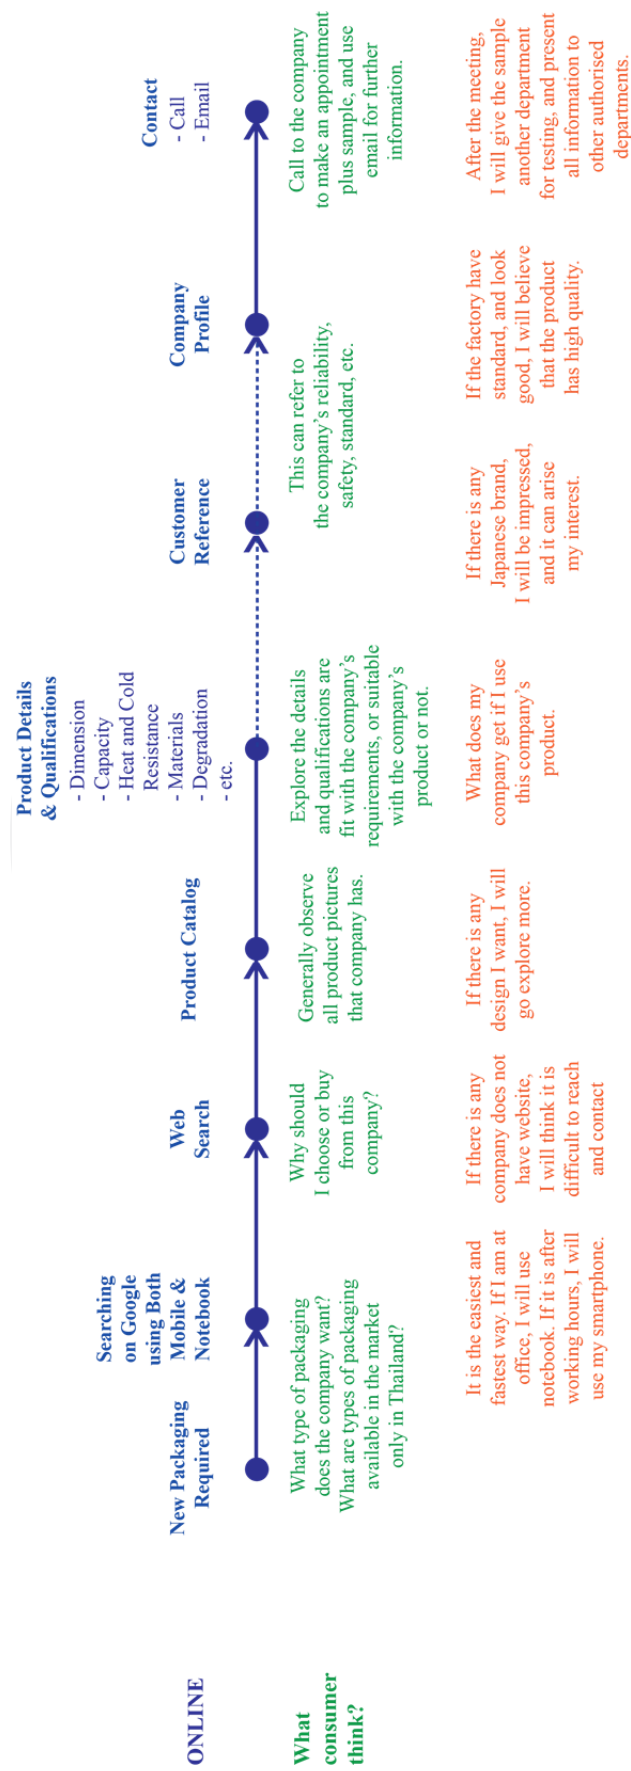 ONLINE
New Packaging
Required
Searching
on Google
using Both
Mobile &
Notebook
Web
Search
Product Catalog
Product Details
& Qualifications
- Dimension
- Capacity
- Heat and Cold
Resistance
- Materials
- Degradation
- etc.
Customer
Reference
Company
Profile
Contact
- Call
- Email
What
consumer
think?
What type of packaging
does the company want?
What are types of packaging
available in the market
only in Thailand?
Why should
I choose or buy
from this
company?
Generally observe
all product pictures
that company has.
Explore the details
and qualifications are
fit with the company's
requirements, or suitable
with the company's
product or not.
This can refer to
the company's reliability,
safety, standard, etc.
Call to the company
to make an appointment
plus sample, and use
email for further
information.
It is the easiest and
fastest way. If I am at
office, I will use
notebook. If it is after
working hours, I will
use my smartphone.
If there is any
company does not
have website,
I will think it is
difficult to reach
and contact
If there is any
design I want, I will
go explore more.
What does my
company get if I use
this company's
product.
If there is any
Japanese brand,
I will be impressed,
and it can arise
my interest.
If the factory have
standard, and look
good, I will believe
that the product
has high quality.
After the meeting,
I will give the sample
another department
for testing, and present
all information to
other authorised
departments.